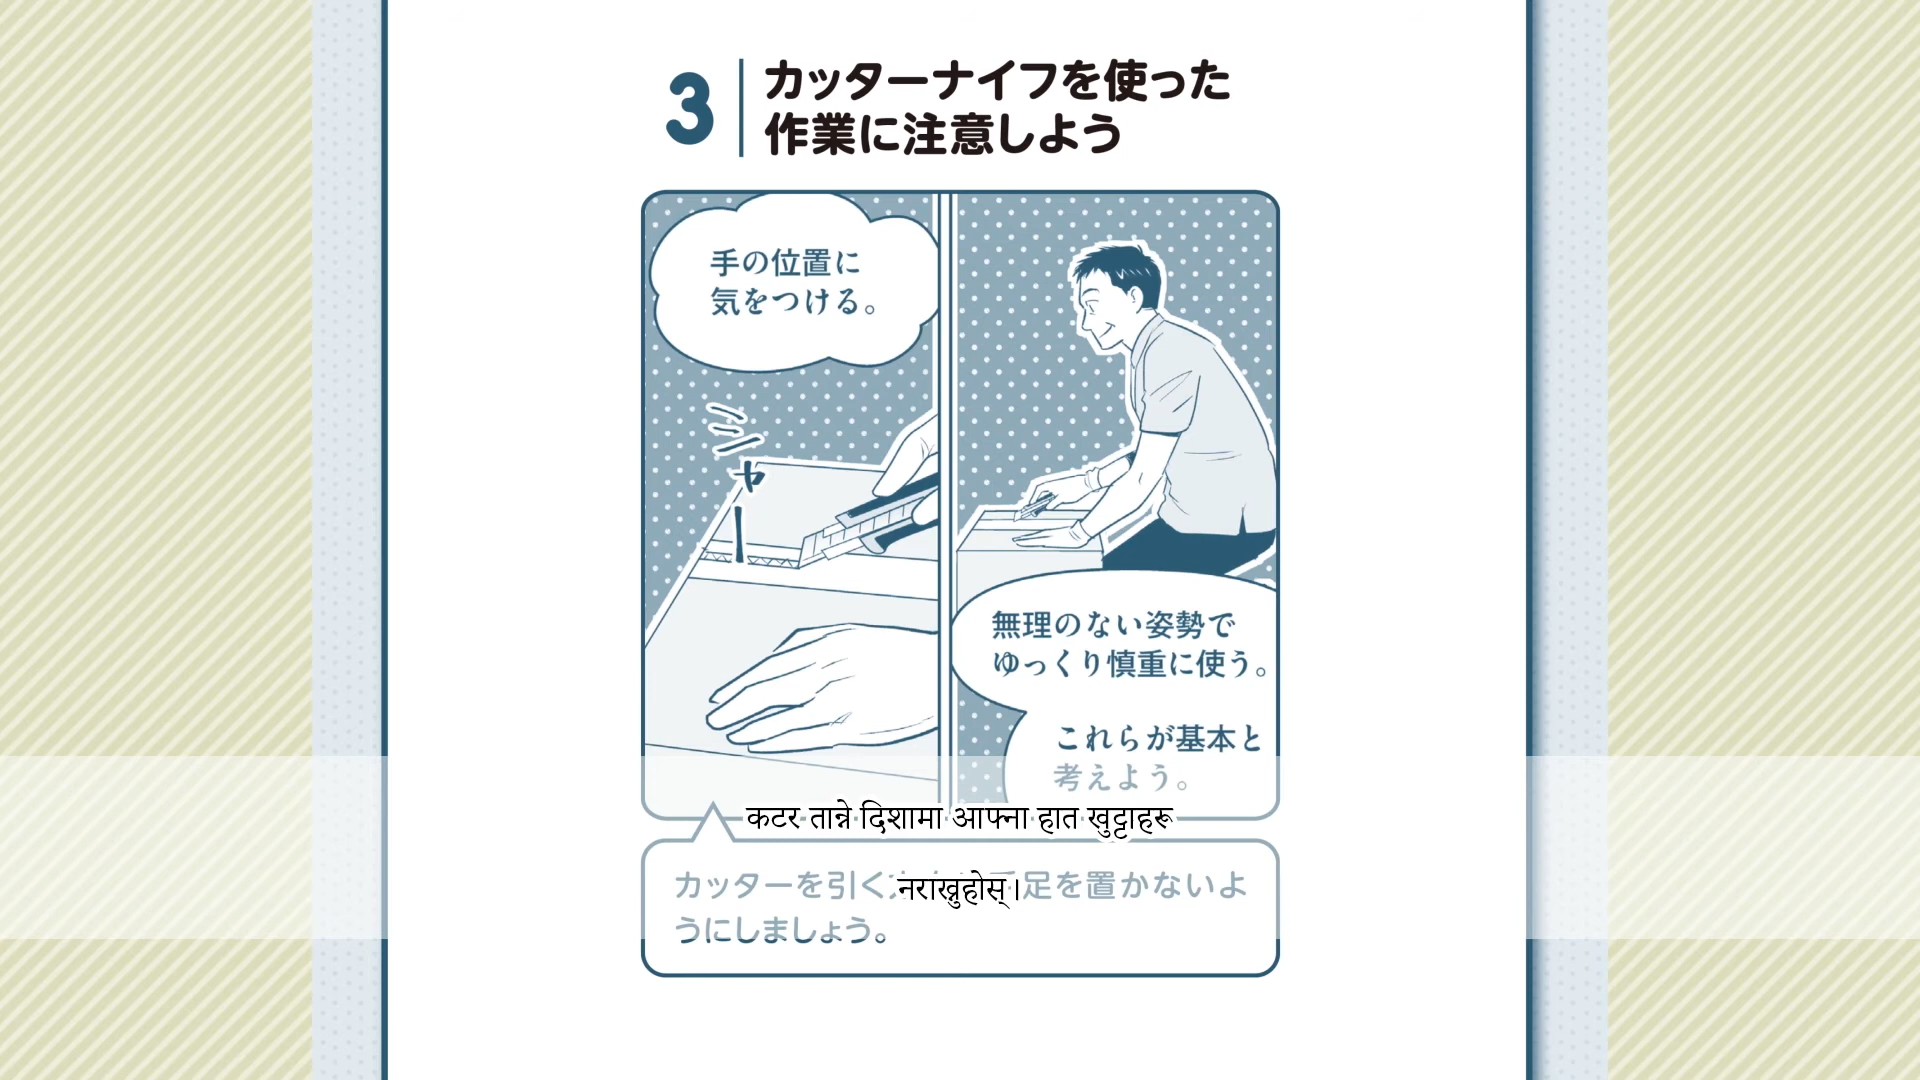 3
カッターナイフを使った
作業に注意しよう
手の位置に
気をつける。
シャー
無理のない姿勢で
ゆっくり慎重に使う。
これらが基本と
考えよう。
कटर तान्ने दिशामा आफ्ना हात खुट्टाहरू
नराख्नुहोस्।
カッターを引く 足を置かないよ
うにしましょう。